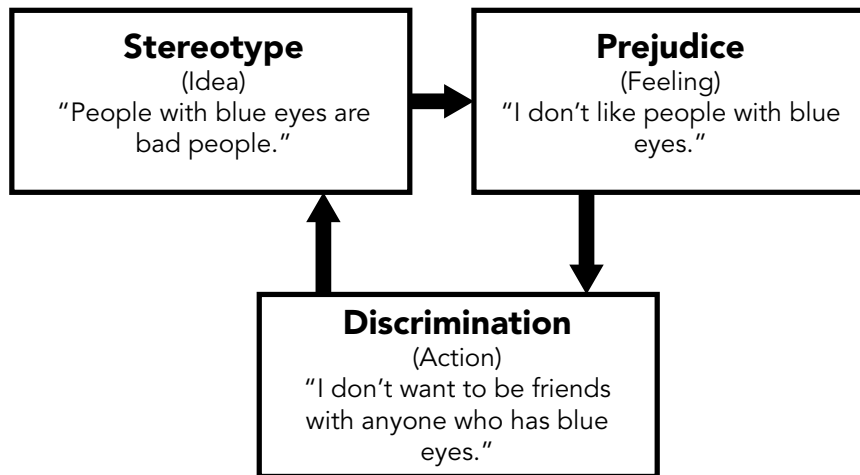 Stereotype
(Idea)
“People with blue eyes are
bad people.”
Prejudice
(Feeling)
“I don’t like people with blue
eyes.”
Discrimination
(Action)
“I don’t want to be friends
with anyone who has blue
eyes.”